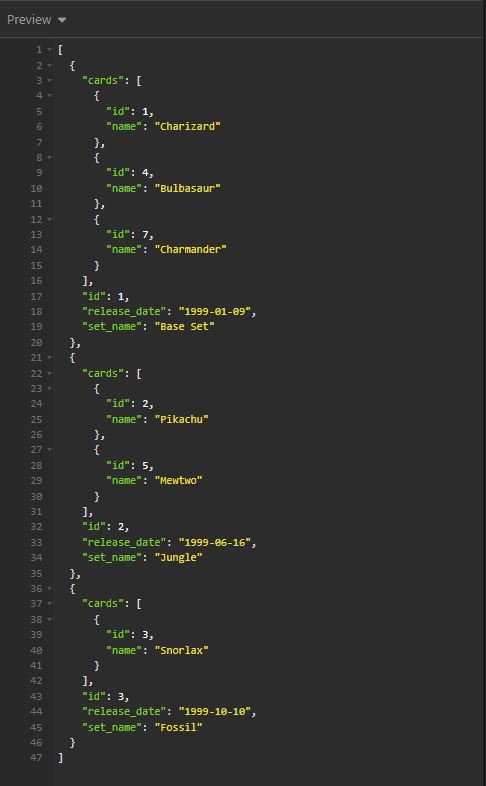 Preview
1 [
2 {
3 "cards": [
4 {
5 "id": 1,
6 "name": "Charizard"
7 },
8 {
9 "id": 4,
10 "name": "Bulbasaur"
11 },
12 {
13 "id": 7,
14 "name": "Charmander"
15 }
16 ],
17 "id": 1,
18 "release_date": "1999-01-09",
19 "set_name": "Base Set"
20 },
21 {
22 "cards": [
23 {
24 "id": 2,
25 "name": "Pikachu"
26 },
27 {
28 "id": 5,
29 "name": "Mewtwo"
30 }
31 ],
32 "id": 2,
33 "release_date": "1999-06-16",
34 "set_name": "Jungle"
35 },
36 {
37 "cards": [
38 {
39 "id": 3,
40 "name": "Snorlax"
41 }
42 ],
43 "id": 3,
44 "release_date": "1999-10-10",
45 "set_name": "Fossil"
46 }
47 ]